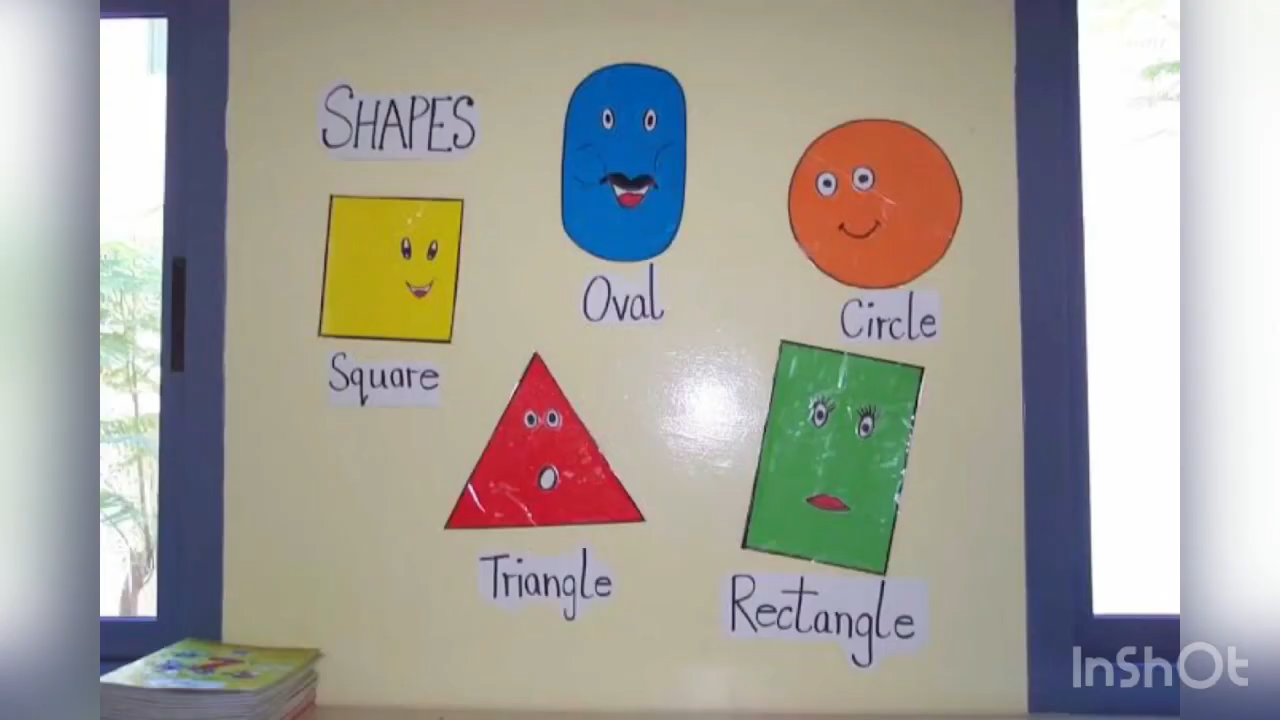 SHAPES
Oval
Circle
Square
Triangle
Rectangle
InShOt